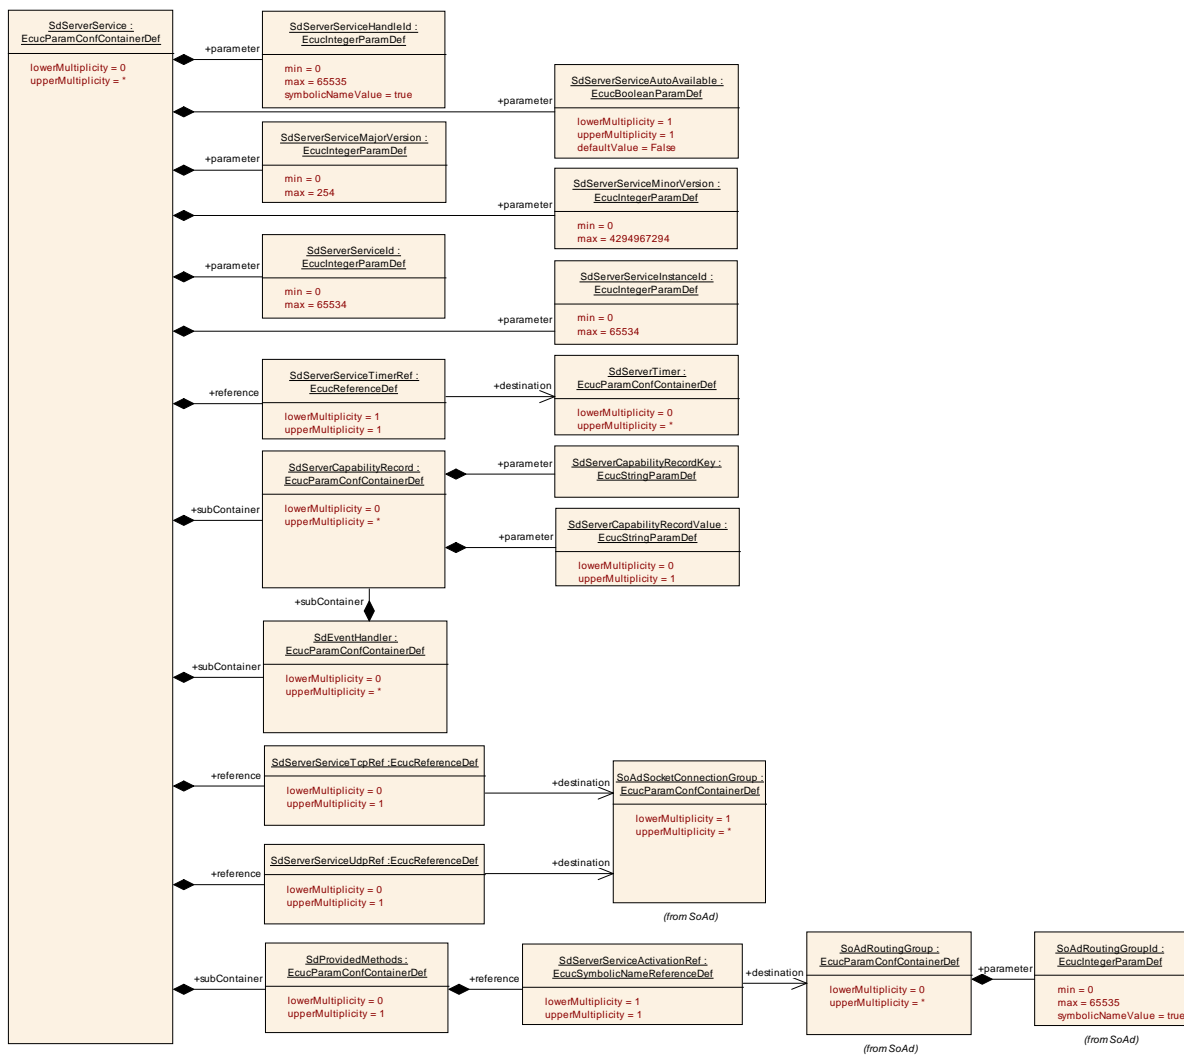 SdServerService :
EcucParamConfContainerDef
lowerMultiplicity = 0
upperMultiplicity = *
+parameter
SdServerServiceHandleId :
EcucIntegerParamDef
min = 0
max = 65535
symbolicNameValue = true
+parameter
SdServerServiceAutoAvailable :
EcucBooleanParamDef
lowerMultiplicity = 1
upperMultiplicity = 1
defaultValue = False
+parameter
SdServerServiceMajorVersion :
EcucIntegerParamDef
min = 0
max = 254
+parameter
SdServerServiceMinorVersion :
EcucIntegerParamDef
min = 0
max = 4294967294
+parameter
SdServerServiceId :
EcucIntegerParamDef
min = 0
max = 65534
+parameter
SdServerServiceInstanceId :
EcucIntegerParamDef
min = 0
max = 65534
+reference
SdServerServiceTimerRef :
EcucReferenceDef
lowerMultiplicity = 1
upperMultiplicity = 1
+destination
SdServerTimer :
EcucParamConfContainerDef
lowerMultiplicity = 0
upperMultiplicity = *
+subContainer
SdServerCapabilityRecord :
EcucParamConfContainerDef
lowerMultiplicity = 0
upperMultiplicity = *
+parameter
SdServerCapabilityRecordKey :
EcucStringParamDef
+parameter
SdServerCapabilityRecordValue :
EcucStringParamDef
lowerMultiplicity = 0
upperMultiplicity = 1
+subContainer
+subContainer
SdEventHandler :
EcucParamConfContainerDef
lowerMultiplicity = 0
upperMultiplicity = *
+reference
SdServerServiceTcpRef :EcucReferenceDef
lowerMultiplicity = 0
upperMultiplicity = 1
+destination
SoAdSocketConnectionGroup :
EcucParamConfContainerDef
lowerMultiplicity = 1
upperMultiplicity = *
(from SoAd)
+reference
SdServerServiceUdpRef :EcucReferenceDef
lowerMultiplicity = 0
upperMultiplicity = 1
+destination
+subContainer
SdProvidedMethods :
EcucParamConfContainerDef
lowerMultiplicity = 0
upperMultiplicity = 1
+reference
SdServerServiceActivationRef :
EcucSymbolicNameReferenceDef
lowerMultiplicity = 1
upperMultiplicity = 1
+destination
SoAdRoutingGroup :
EcucParamConfContainerDef
lowerMultiplicity = 0
upperMultiplicity = *
(from SoAd)
+parameter
SoAdRoutingGroupId :
EcucIntegerParamDef
min = 0
max = 65535
symbolicNameValue = true
(from SoAd)